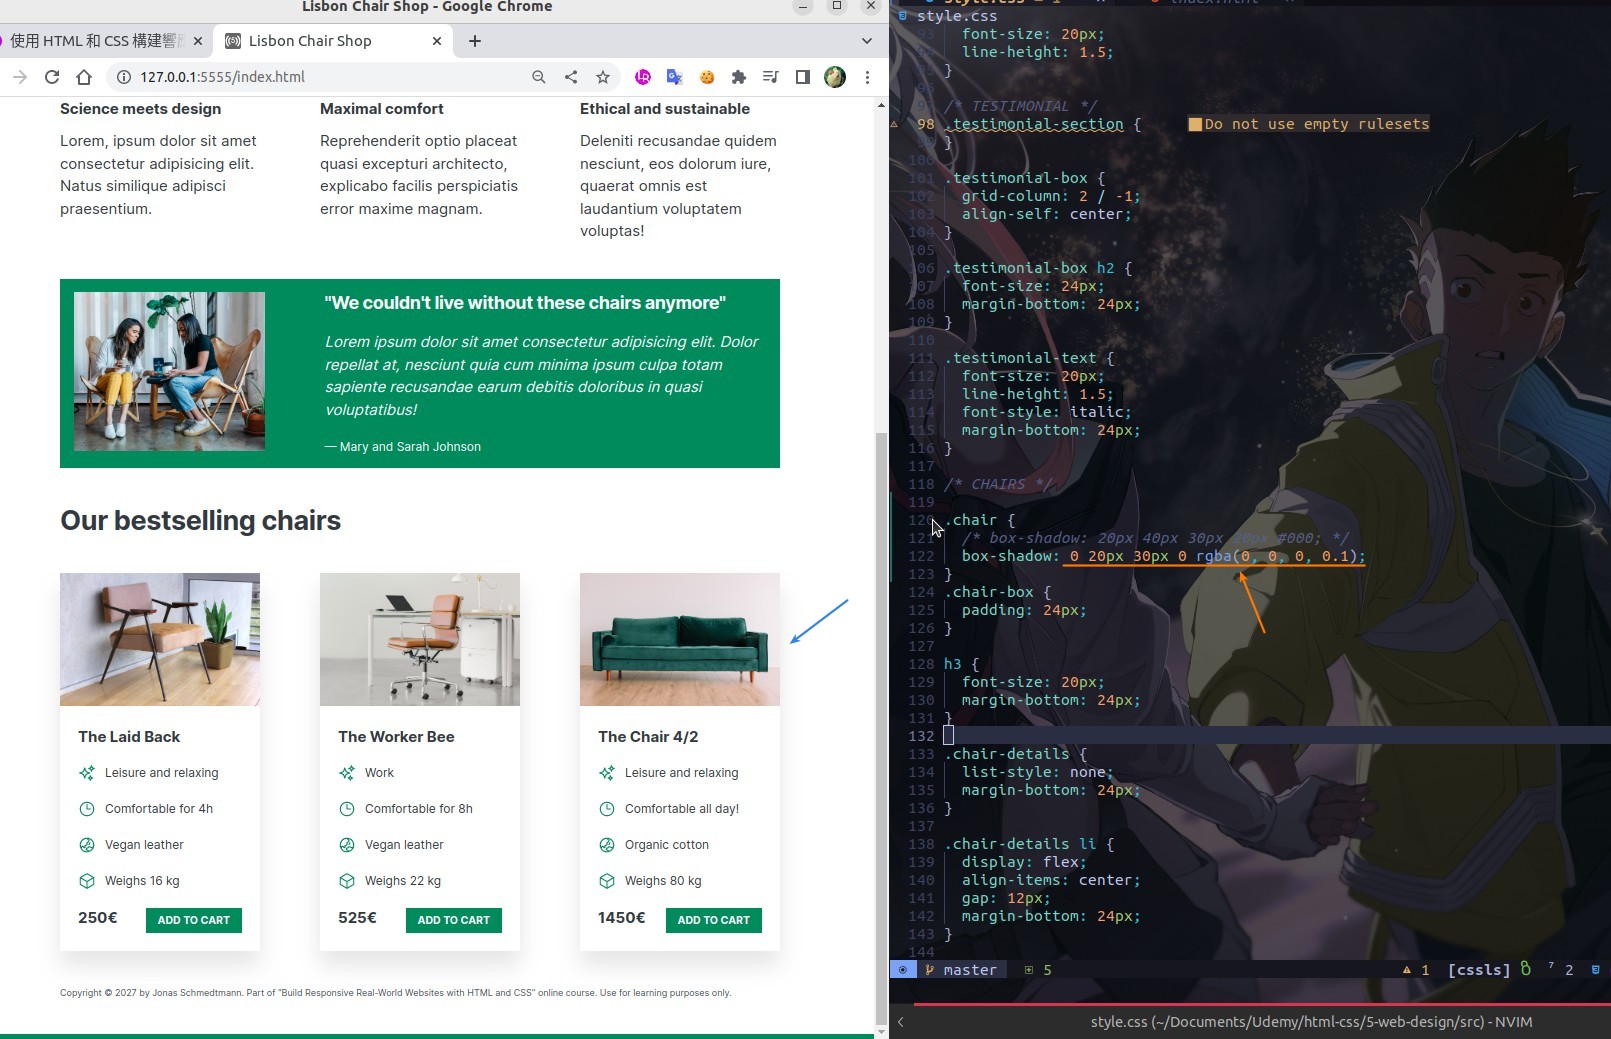 Lisbon Chair Shop - Google Chrome
使用 HTML 和 CSS 構建響應
Lisbon Chair Shop
127.0.0.1:5555/index.html
Science meets design
Lorem, ipsum dolor sit amet
consectetur adipisicing elit.
Natus similique adipisci
praesentium.
Maximal comfort
Reprehenderit optio placeat
quasi excepturi architecto,
explicabo facilis perspiciatis
error maxime magnam.
Ethical and sustainable
Deleniti recusandae quidem
nesciunt, eos dolorum iure,
quaerat omnis est
laudantium voluptatem
voluptas!
"We couldn't live without these chairs anymore"
Lorem ipsum dolor sit amet consectetur adipisicing elit. Dolor
repellat at, nesciunt quia cum minima ipsum culpa totam
sapiente recusandae earum debitis doloribus in quasi
voluptatibus!
— Mary and Sarah Johnson
Our bestselling chairs
The Laid Back
Leisure and relaxing
Comfortable for 4h
Vegan leather
Weighs 16 kg
250€ ADD TO CART
The Worker Bee
Work
Comfortable for 8h
Vegan leather
Weighs 22 kg
525€ ADD TO CART
The Chair 4/2
Leisure and relaxing
Comfortable all day!
Organic cotton
Weighs 80 kg
1450€ ADD TO CART
Copyright © 2027 by Jonas Schmedtmann. Part of "Build Responsive Real-World Websites with HTML and CSS" online course. Use for learning purposes only.
style.css
93 font-size: 20px;
94 line-height: 1.5;
95 }
96
97 /* TESTIMONIAL */
98 .testimonial-section { Do not use empty rulesets
99 }
100
101 .testimonial-box {
102 grid-column: 2 / -1;
103 align-self: center;
104 }
105
106 .testimonial-box h2 {
107 font-size: 24px;
108 margin-bottom: 24px;
109 }
110
111 .testimonial-text {
112 font-size: 20px;
113 line-height: 1.5;
114 font-style: italic;
115 margin-bottom: 24px;
116 }
117
118 /* CHAIRS */
119
120 .chair {
121 /* box-shadow: 20px 40px 30px 20px #000; */
122 box-shadow: 0 20px 30px 0 rgba(0, 0, 0, 0.1);
123 }
124 .chair-box {
125 padding: 24px;
126 }
127
128 h3 {
129 font-size: 20px;
130 margin-bottom: 24px;
131 }
132
133 .chair-details {
134 list-style: none;
135 margin-bottom: 24px;
136 }
137
138 .chair-details li {
139 display: flex;
140 align-items: center;
141 gap: 12px;
142 margin-bottom: 24px;
143 }
144
master 5 1 [cssls] 7 2
style.css (~/Documents/Udemy/html-css/5-web-design/src) - NVIM